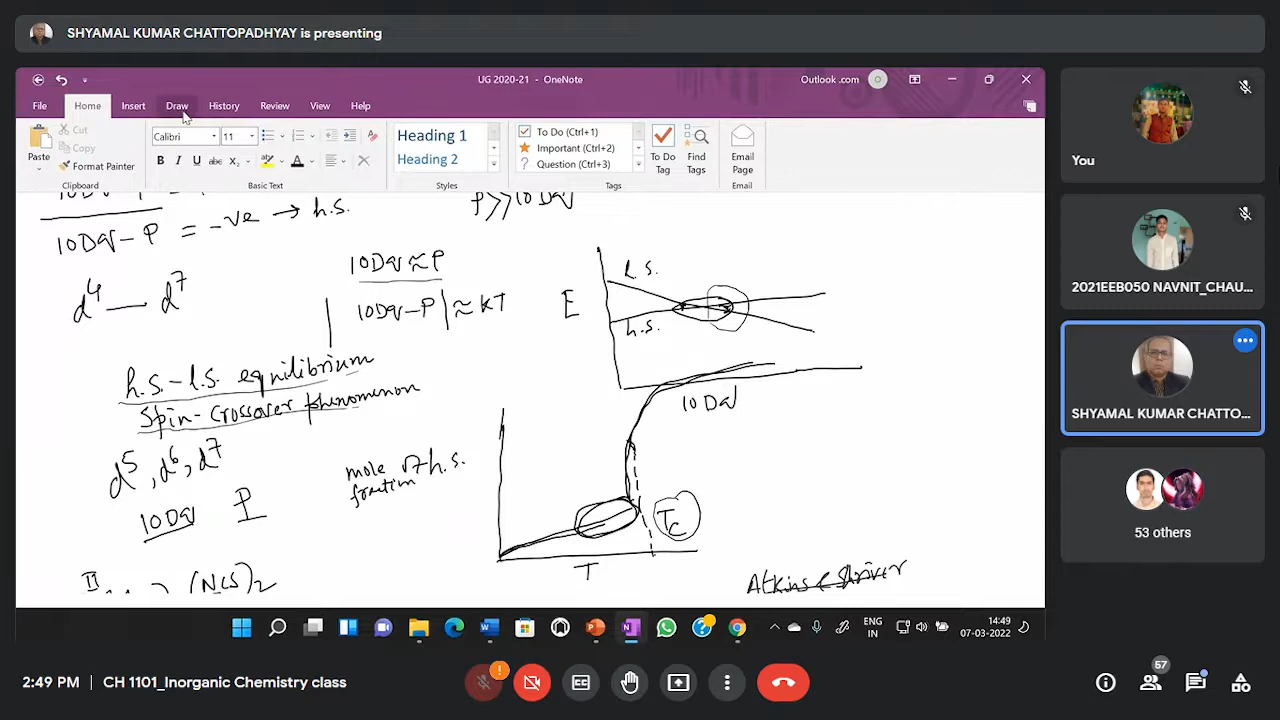 SHYAMAL KUMAR CHATTOPADHYAY is presenting
UG 2020-21 - OneNote
Outlook .com
File Home Insert Draw History Review View Help
Paste
Cut
Copy
Format Painter
Clipboard
Calibri 11
B I U abc X₂ A
Basic Text
Heading 1
Heading 2
Styles
To Do (Ctrl+1)
Important (Ctrl+2)
Question (Ctrl+3)
To Do Tag
Find Tags
Tags
Email Page
Email
10Dq - P = -ve → h.s.
P>>10Dq
d⁴ — d⁷
10Dq ≈ P
|10Dq-P| ≈ KT
h.s.-l.s. equilibrium
Spin-crossover phenomenon
d⁵, d⁶, d⁷
10Dq P
II
(NCS)₂
E
l.s.
h.s.
10Dq
mole
fraction
of h.s.
Tc
T
Atkins & Shriver
ENG
IN
14:49
07-03-2022
You
2021EEB050 NAVNIT_CHAU...
SHYAMAL KUMAR CHATTO...
53 others
2:49 PM | CH 1101_Inorganic Chemistry class
57